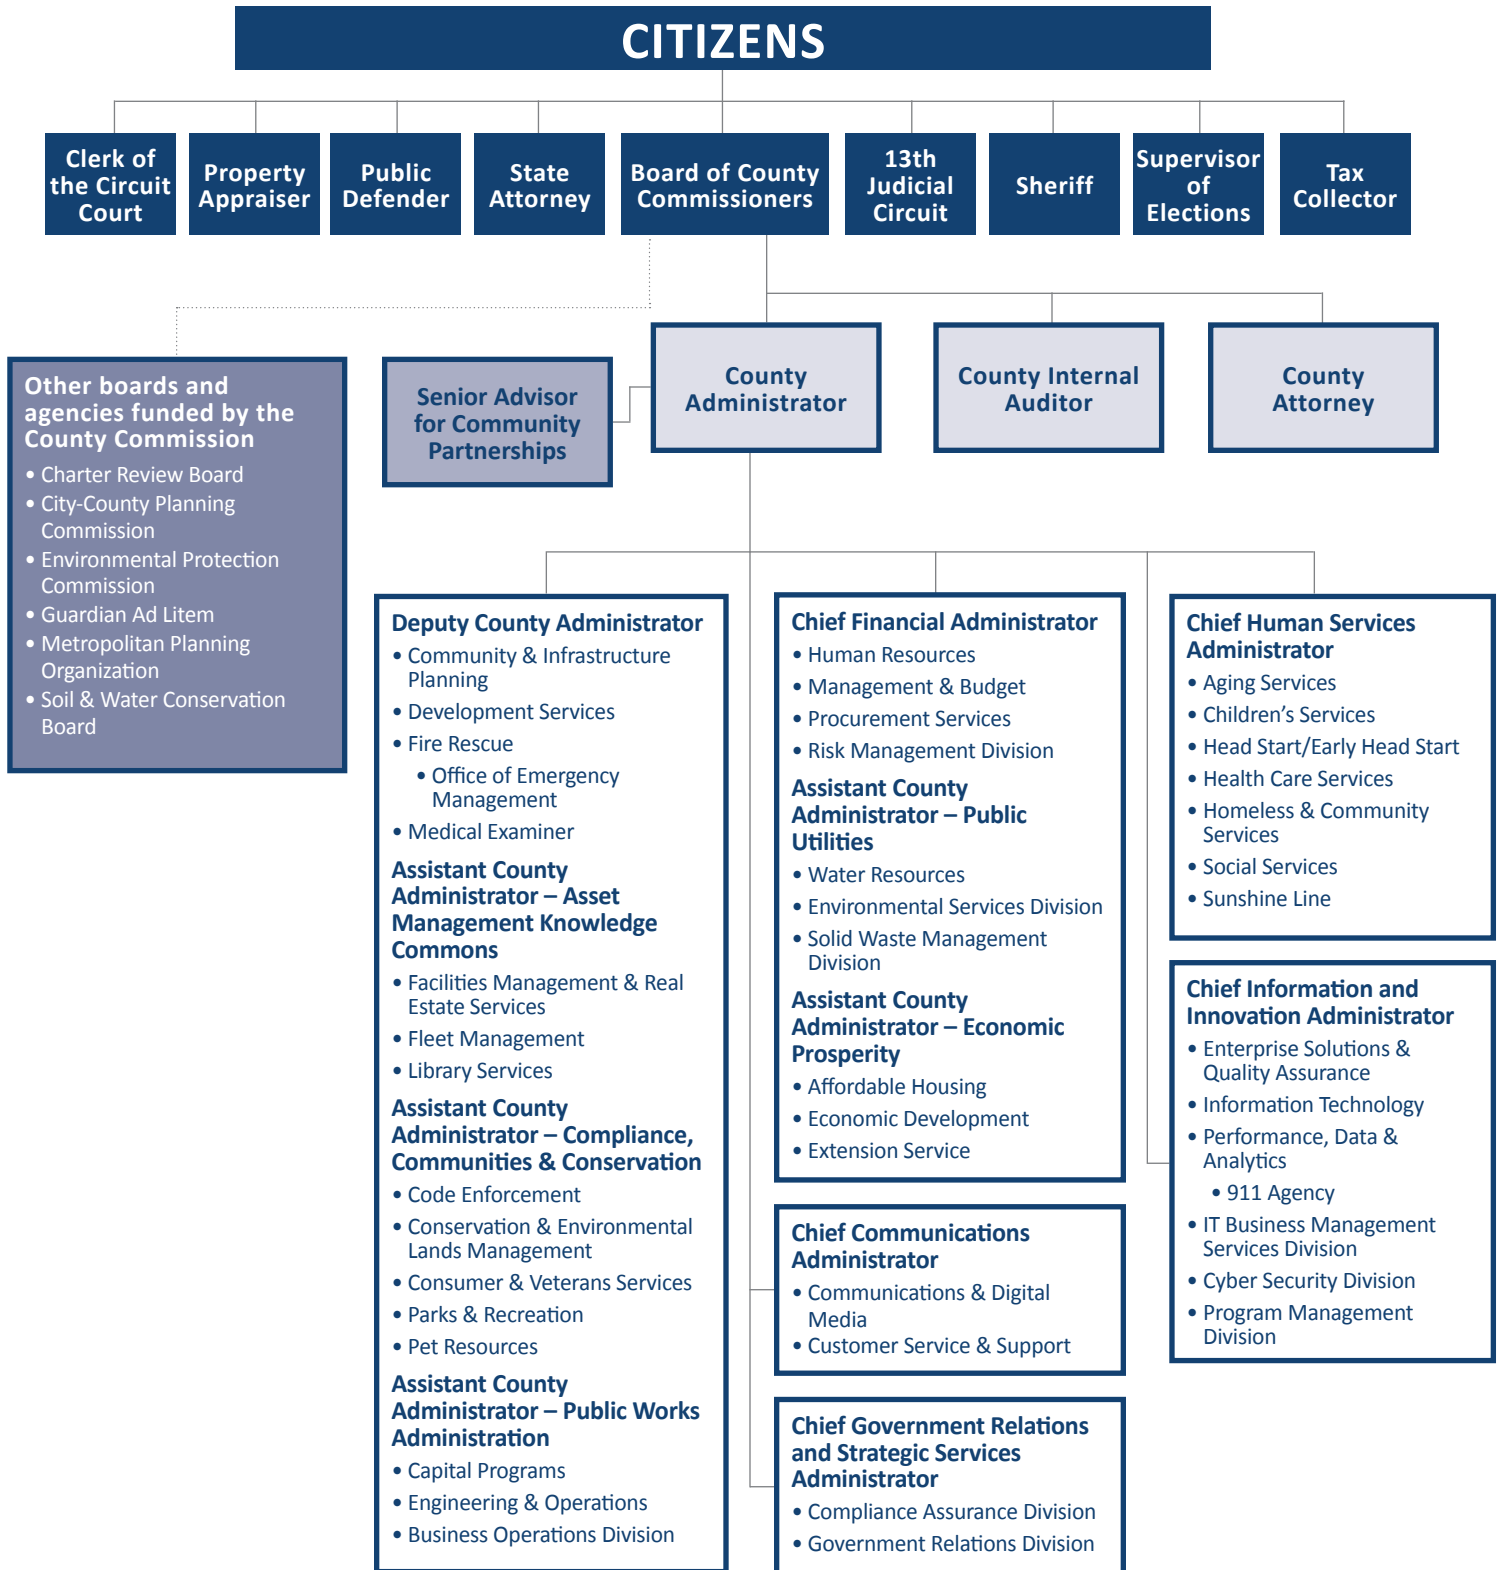 CITIZENS
Clerk of
the Circuit
Court
Property
Appraiser
Public
Defender
State
Attorney
Board of County
Commissioners
13th
Judicial
Circuit
Sheriff
Supervisor
of
Elections
Tax
Collector
Other boards and
agencies funded by the
County Commission
• Charter Review Board
• City-County Planning
Commission
• Environmental Protection
Commission
• Guardian Ad Litem
• Metropolitan Planning
Organization
• Soil & Water Conservation
Board
Senior Advisor
for Community
Partnerships
County
Administrator
County Internal
Auditor
County
Attorney
Deputy County Administrator
• Community & Infrastructure
Planning
• Development Services
• Fire Rescue
• Office of Emergency
Management
• Medical Examiner
Assistant County
Administrator – Asset
Management Knowledge
Commons
• Facilities Management & Real
Estate Services
• Fleet Management
• Library Services
Assistant County
Administrator – Compliance,
Communities & Conservation
• Code Enforcement
• Conservation & Environmental
Lands Management
• Consumer & Veterans Services
• Parks & Recreation
• Pet Resources
Assistant County
Administrator – Public Works
Administration
• Capital Programs
• Engineering & Operations
• Business Operations Division
Chief Financial Administrator
• Human Resources
• Management & Budget
• Procurement Services
• Risk Management Division
Assistant County
Administrator – Public
Utilities
• Water Resources
• Environmental Services Division
• Solid Waste Management
Division
Assistant County
Administrator – Economic
Prosperity
• Affordable Housing
• Economic Development
• Extension Service
Chief Communications
Administrator
• Communications & Digital
Media
• Customer Service & Support
Chief Government Relations
and Strategic Services
Administrator
• Compliance Assurance Division
• Government Relations Division
Chief Human Services
Administrator
• Aging Services
• Children’s Services
• Head Start/Early Head Start
• Health Care Services
• Homeless & Community
Services
• Social Services
• Sunshine Line
Chief Information and
Innovation Administrator
• Enterprise Solutions &
Quality Assurance
• Information Technology
• Performance, Data &
Analytics
• 911 Agency
• IT Business Management
Services Division
• Cyber Security Division
• Program Management
Division